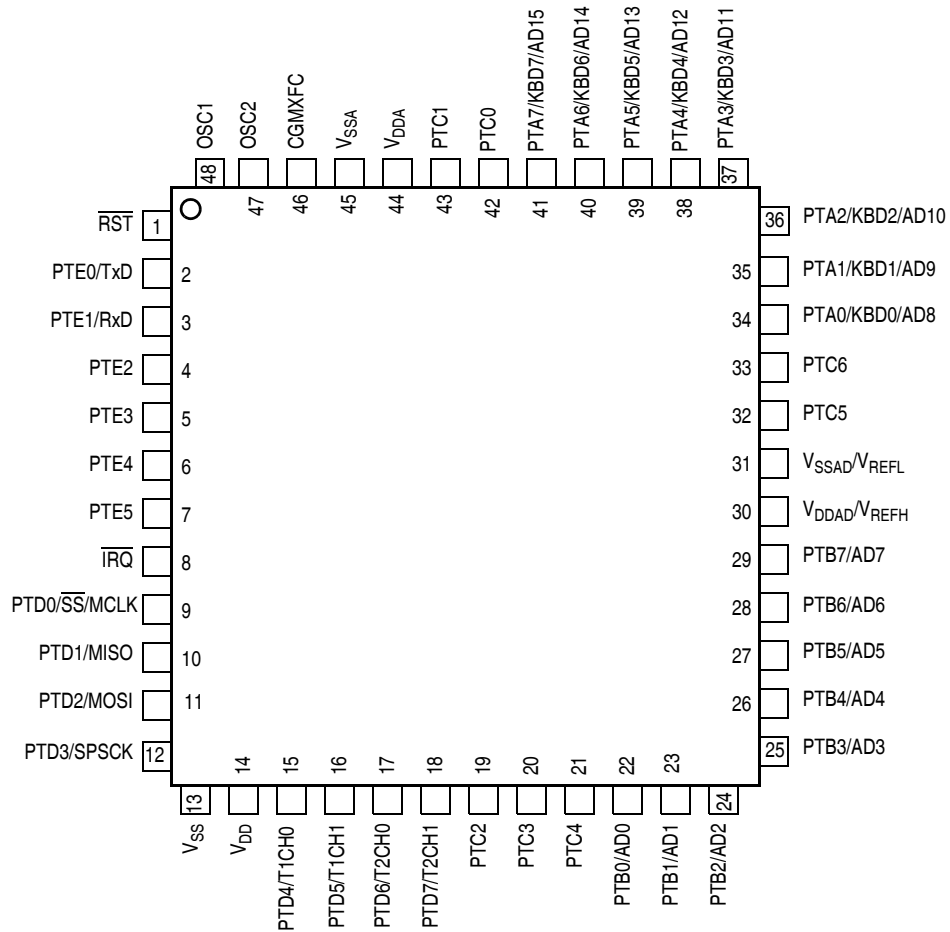 OSC1
OSC2
CGMXFC
VSSA
VDDA
PTC1
PTC0
PTA7/KBD7/AD15
PTA6/KBD6/AD14
PTA5/KBD5/AD13
PTA4/KBD4/AD12
PTA3/KBD3/AD11
48
47
46
45
44
43
42
41
40
39
38
37
RST 1
PTE0/TxD 2
PTE1/RxD 3
PTE2 4
PTE3 5
PTE4 6
PTE5 7
IRQ 8
PTD0/SS/MCLK 9
PTD1/MISO 10
PTD2/MOSI 11
PTD3/SPSCK 12
36 PTA2/KBD2/AD10
35 PTA1/KBD1/AD9
34 PTA0/KBD0/AD8
33 PTC6
32 PTC5
31 VSSAD/VREFL
30 VDDAD/VREFH
29 PTB7/AD7
28 PTB6/AD6
27 PTB5/AD5
26 PTB4/AD4
25 PTB3/AD3
13
14
15
16
17
18
19
20
21
22
23
24
VSS
VDD
PTD4/T1CH0
PTD5/T1CH1
PTD6/T2CH0
PTD7/T2CH1
PTC2
PTC3
PTC4
PTB0/AD0
PTB1/AD1
PTB2/AD2